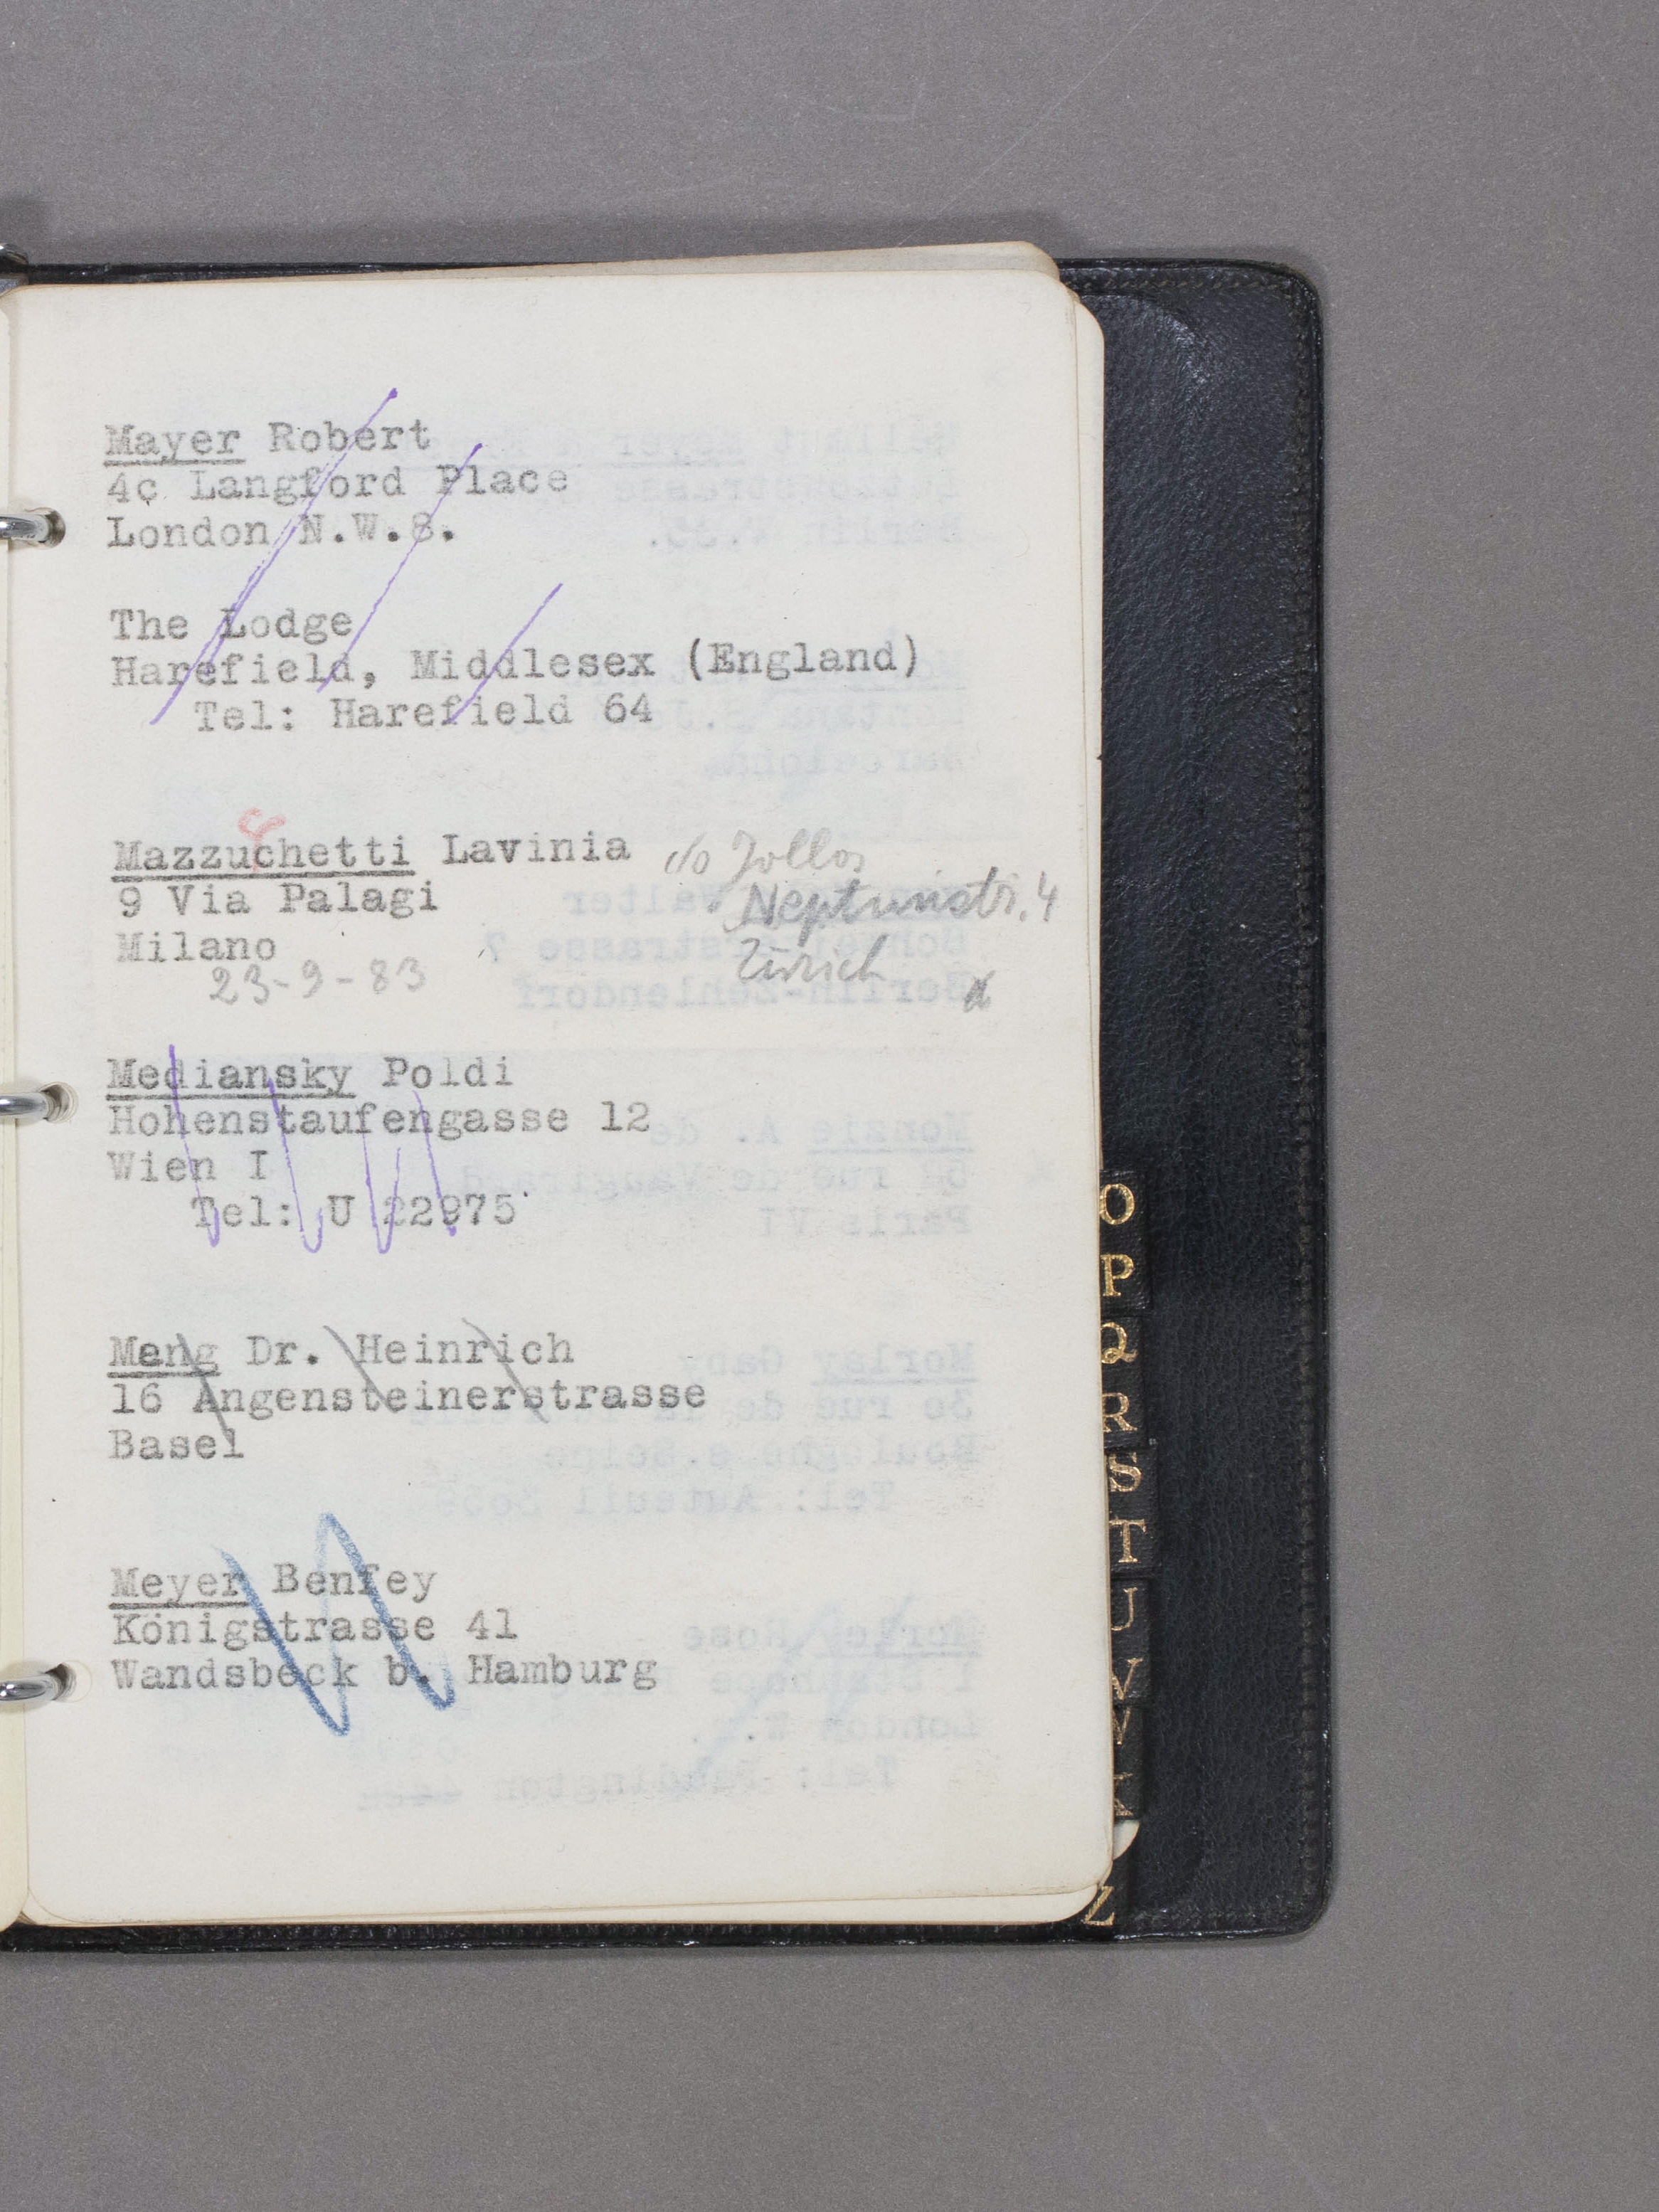 Mayer Robert
4c Langford Place
London N.W.8.
The Lodge
Harefield, Middlesex (England)
Tel: Harefield 64
c
Mazzuchetti Lavinia
9 Via Palagi
Milano
23-9-83
c/o Jollos
Neptunstr. 4
Zürich
Mediansky Poldi
Hohenstaufengasse 12
Wien I
Tel: U 22975
Meng Dr. Heinrich
16 Angensteinerstrasse
Basel
Meyer Benfey
Königstrasse 41
Wandsbeck b. Hamburg
O
P
Q
R
S
T
U
V
W
X
Z